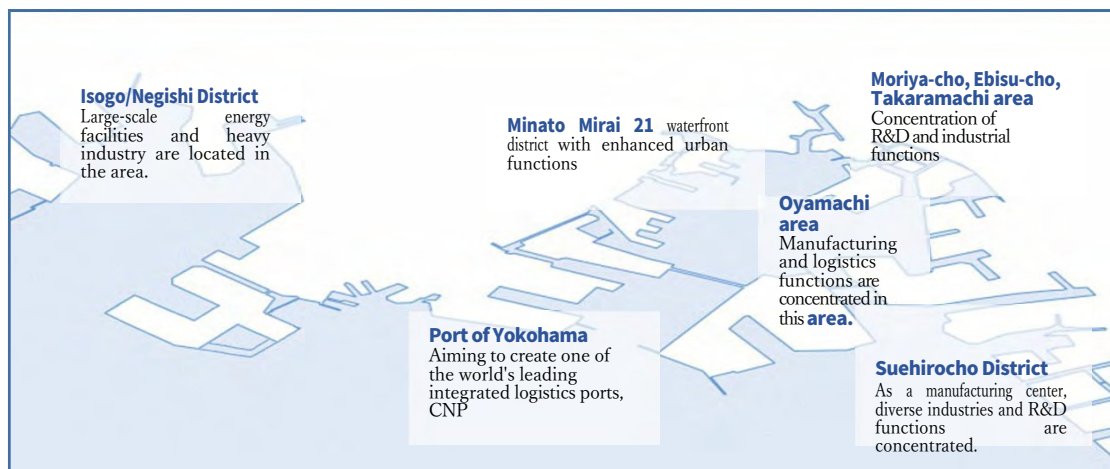 Isogo/Negishi District
Large-scale energy
facilities and heavy
industry are located in
the area.
Minato Mirai 21 waterfront
district with enhanced urban
functions
Moriya-cho, Ebisu-cho,
Takaramachi area
Concentration of
R&D and industrial
functions
Oyamachi
area
Manufacturing
and logistics
functions are
concentrated in
this area.
Port of Yokohama
Aiming to create one of
the world's leading
integrated logistics ports,
CNP
Suehirocho District
As a manufacturing center,
diverse industries and R&D
functions are
concentrated.